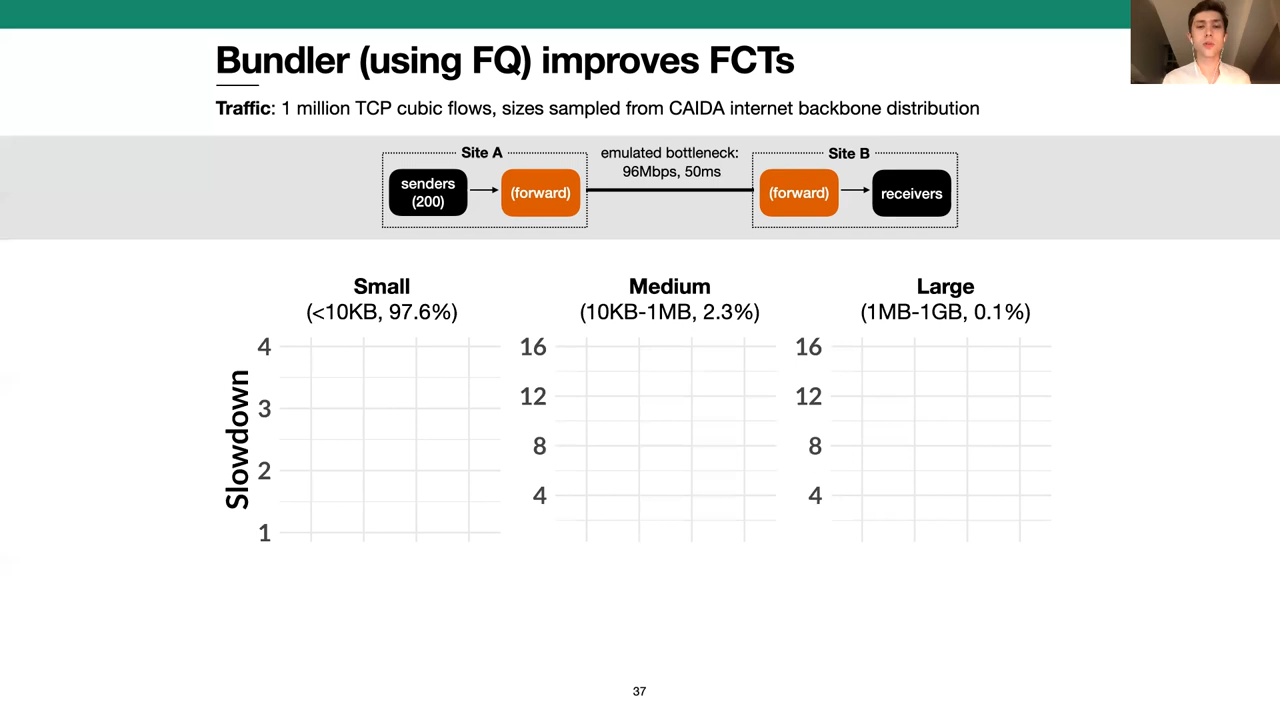 Bundler (using FQ) improves FCTs
Traffic: 1 million TCP cubic flows, sizes sampled from CAIDA internet backbone distribution
Site A
emulated bottleneck:
96Mbps, 50ms
Site B
senders
(200)
(forward)
(forward)
receivers
Small
(<10KB, 97.6%)
Medium
(10KB-1MB, 2.3%)
Large
(1MB-1GB, 0.1%)
Slowdown
4
3
2
1
16
12
8
4
16
12
8
4
37